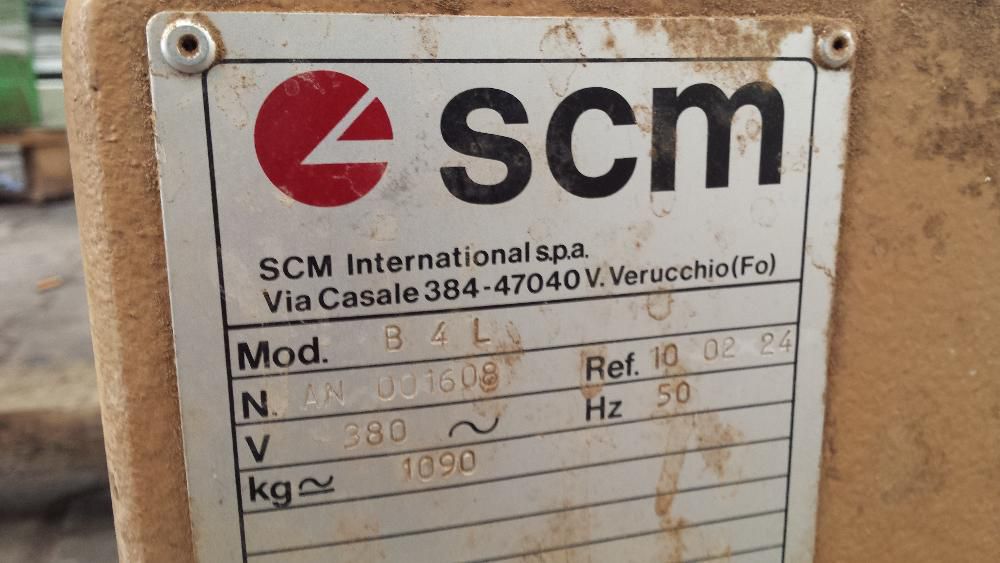 scm
SCM International s.p.a.
Via Casale 384-47040 V. Verucchio (Fo)
Mod. B 4 L
Ref. 10 02 24
N. AN 001608
Hz 50
V 380 ~
kg ≃ 1090